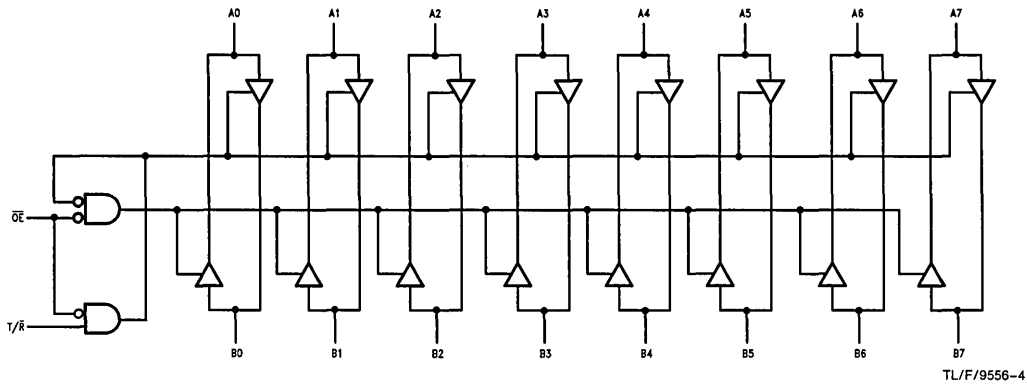 A0 A1 A2 A3 A4 A5 A6 A7
O̅E̅
T/R̅
B0 B1 B2 B3 B4 B5 B6 B7
TL/F/9556-4